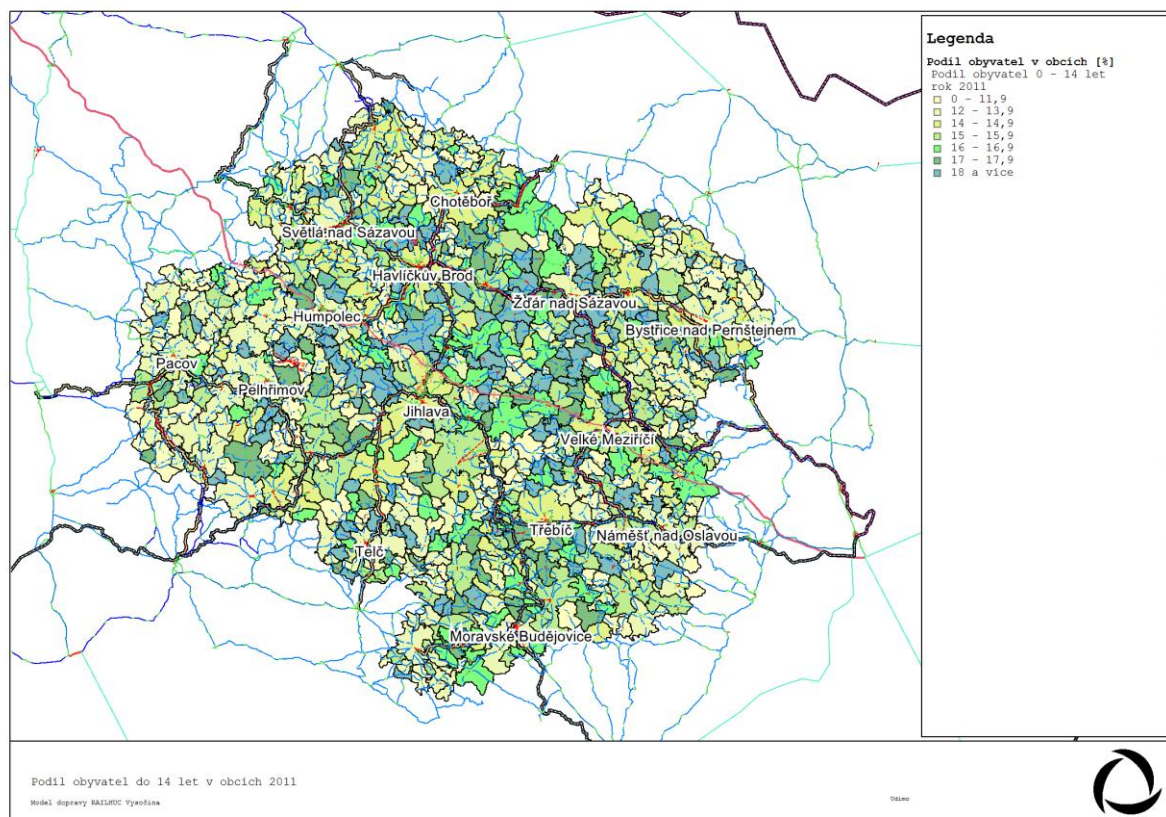 Legenda
Podíl obyvatel v obcích [%]
Podíl obyvatel 0 - 14 let
rok 2011
0 - 11,9
12 - 13,9
14 - 14,9
15 - 15,9
16 - 16,9
17 - 17,9
18 a více
Chotěboř
Světlá nad Sázavou
Havlíčkův Brod
Žďár nad Sázavou
Humpolec
Bystřice nad Pernštejnem
Pacov
Pelhřimov
Jihlava
Velké Meziříčí
Třebíč
Náměšť nad Oslavou
Telč
Moravské Budějovice
Podíl obyvatel do 14 let v obcích 2011
Model dopravy RAILHUC Vysočina
Udimo